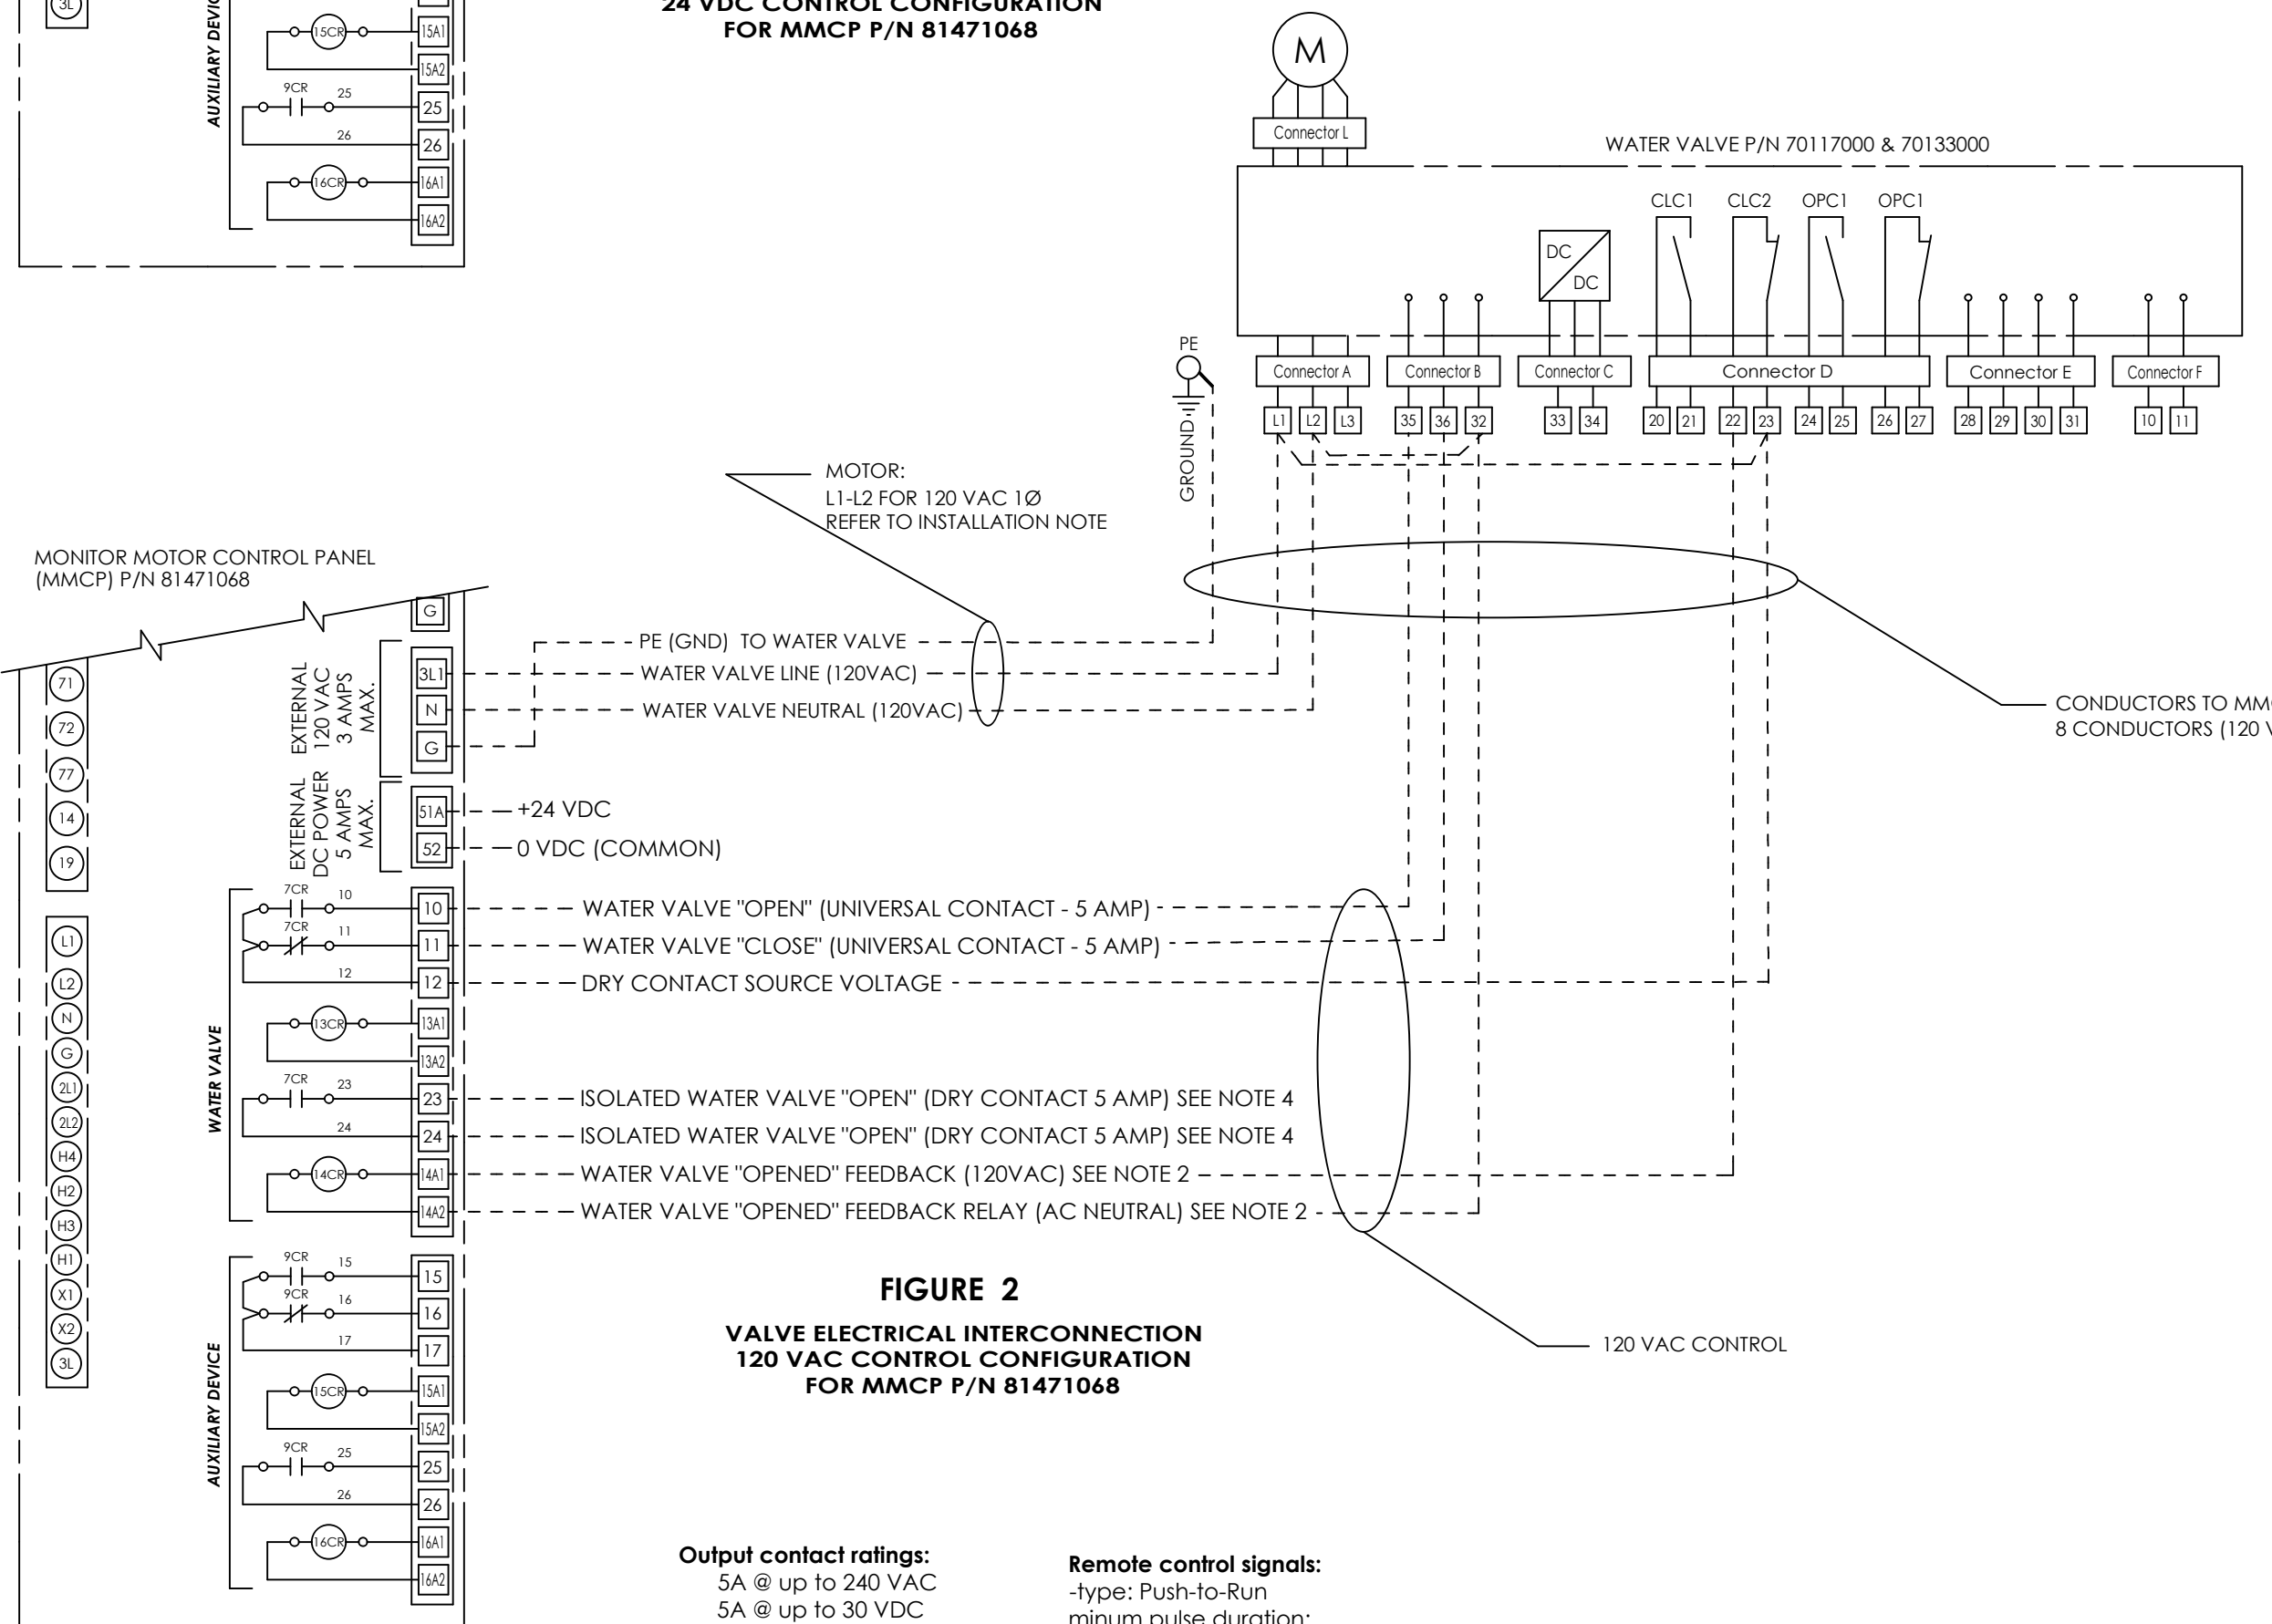 3L
AUXILIARY
15CR
15A1
15A2
9CR
25
25
26
26
16CR
16A1
16A2
24 VDC CONTROL CONFIGURATION
FOR MMCP P/N 81471068
M
Connector L
WATER VALVE P/N 70117000 & 70133000
CLC1 CLC2 OPC1 OPC1
DC
DC
PE
GROUND
Connector A Connector B Connector C Connector D Connector E Connector F
L1 L2 L3 35 36 32 33 34 20 21 22 23 24 25 26 27 28 29 30 31 10 11
MOTOR:
L1-L2 FOR 120 VAC 1Ø
REFER TO INSTALLATION NOTE
MONITOR MOTOR CONTROL PANEL
(MMCP) P/N 81471068
71
72
77
14
19
L1
L2
N
G
2L1
2L2
H4
H2
H3
H1
X1
X2
3L
G
EXTERNAL
120 VAC
3 AMPS
MAX.
3L1
N
G
PE (GND) TO WATER VALVE
WATER VALVE LINE (120VAC)
WATER VALVE NEUTRAL (120VAC)
EXTERNAL
DC POWER
5 AMPS
MAX.
51A
+24 VDC
52
0 VDC (COMMON)
CONDUCTORS TO
8 CONDUCTORS (120
WATER VALVE
7CR
10
10
WATER VALVE "OPEN" (UNIVERSAL CONTACT - 5 AMP)
7CR
11
11
WATER VALVE "CLOSE" (UNIVERSAL CONTACT - 5 AMP)
12
12
DRY CONTACT SOURCE VOLTAGE
13CR
13A1
13A2
7CR
23
23
ISOLATED WATER VALVE "OPEN" (DRY CONTACT 5 AMP) SEE NOTE 4
24
24
ISOLATED WATER VALVE "OPEN" (DRY CONTACT 5 AMP) SEE NOTE 4
14CR
14A1
WATER VALVE "OPENED" FEEDBACK (120VAC) SEE NOTE 2
14A2
WATER VALVE "OPENED" FEEDBACK RELAY (AC NEUTRAL) SEE NOTE 2
AUXILIARY DEVICE
9CR
15
15
9CR
16
16
17
17
15CR
15A1
15A2
9CR
25
25
26
26
16CR
16A1
16A2
FIGURE 2
VALVE ELECTRICAL INTERCONNECTION
120 VAC CONTROL CONFIGURATION
FOR MMCP P/N 81471068
120 VAC CONTROL
Output contact ratings:
5A @ up to 240 VAC
5A @ up to 30 VDC
Remote control signals:
-type: Push-to-Run
minum pulse duration: